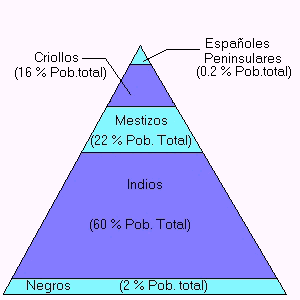 Españoles
Criollos
Peninsulares
(16 % Pob.total)
(0.2 % Pob.total)
Mestizos
(22 % Pob. Total)
Indios
(60 % Pob. Total)
Negros (2 % Pob. total)